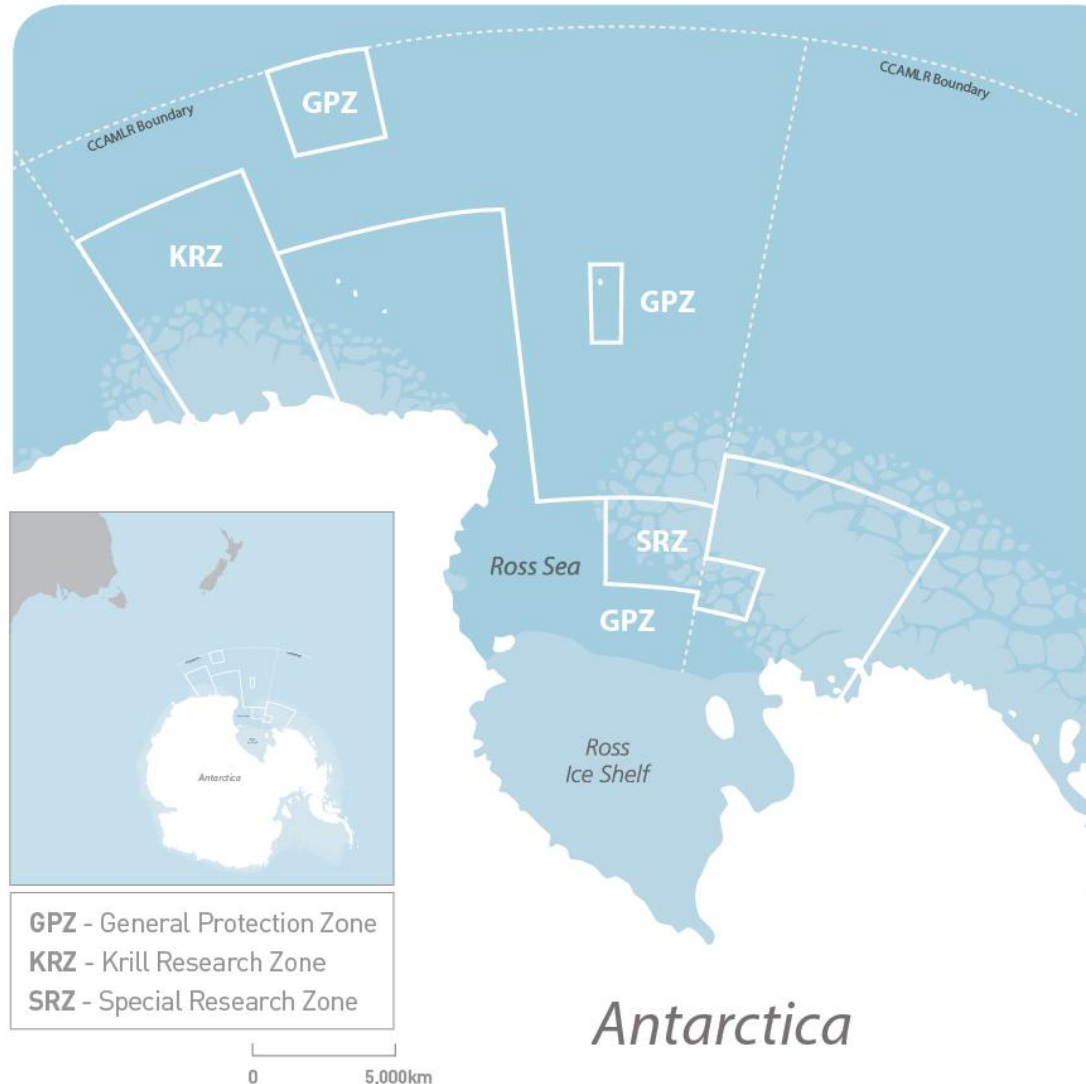 CCAMLR Boundary
CCAMLR Boundary
GPZ
KRZ
GPZ
SRZ
Ross Sea
GPZ
Ross
Ice Shelf
Antarctica
GPZ - General Protection Zone
KRZ - Krill Research Zone
SRZ - Special Research Zone
Antarctica
0
5,000km